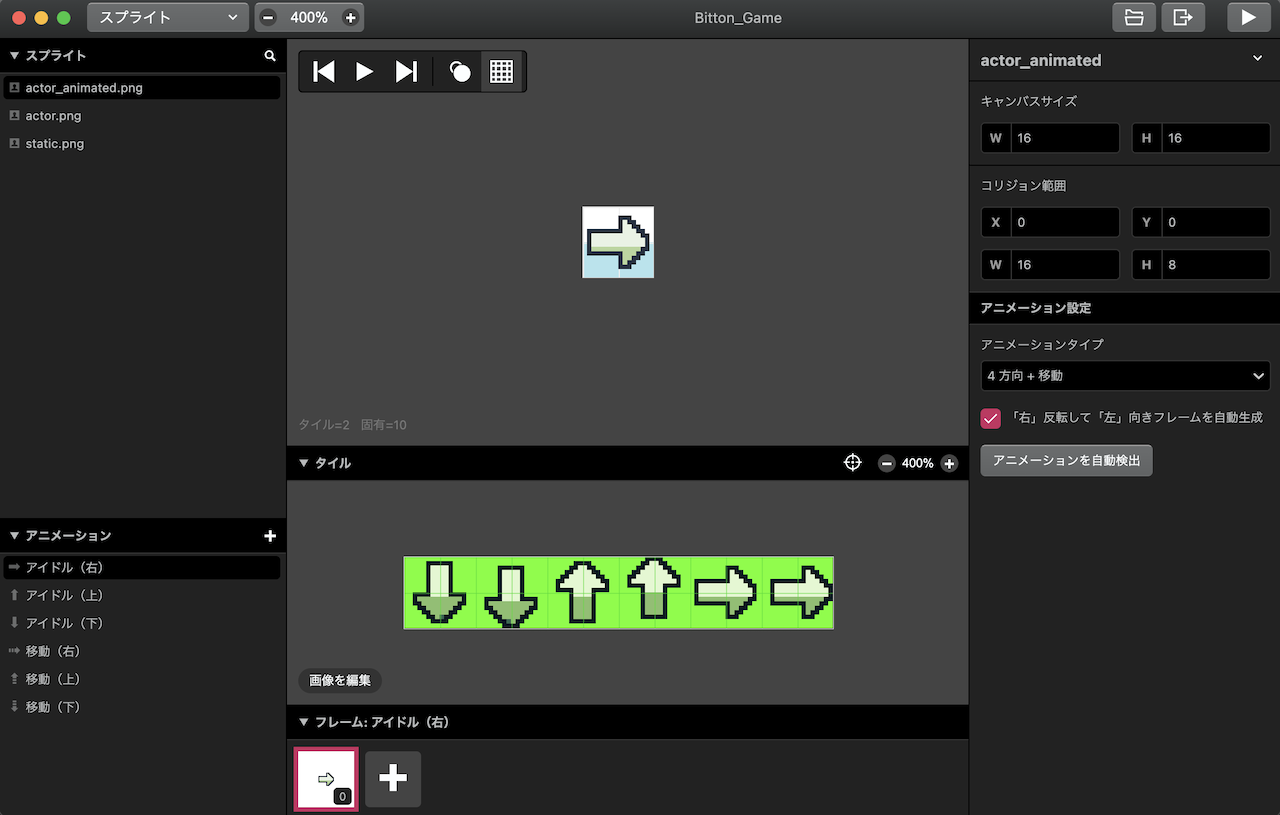 スプライト
400%
Bitton_Game
スプライト
actor_animated.png
actor.png
static.png
アニメーション
アイドル（右）
アイドル（上）
アイドル（下）
移動（右）
移動（上）
移動（下）
タイル=2 固有=10
タイル
400%
画像を編集
フレーム: アイドル（右）
0
actor_animated
キャンバスサイズ
W 16 H 16
コリジョン範囲
X 0 Y 0
W 16 H 8
アニメーション設定
アニメーションタイプ
4 方向 + 移動
「右」反転して「左」向きフレームを自動生成
アニメーションを自動検出